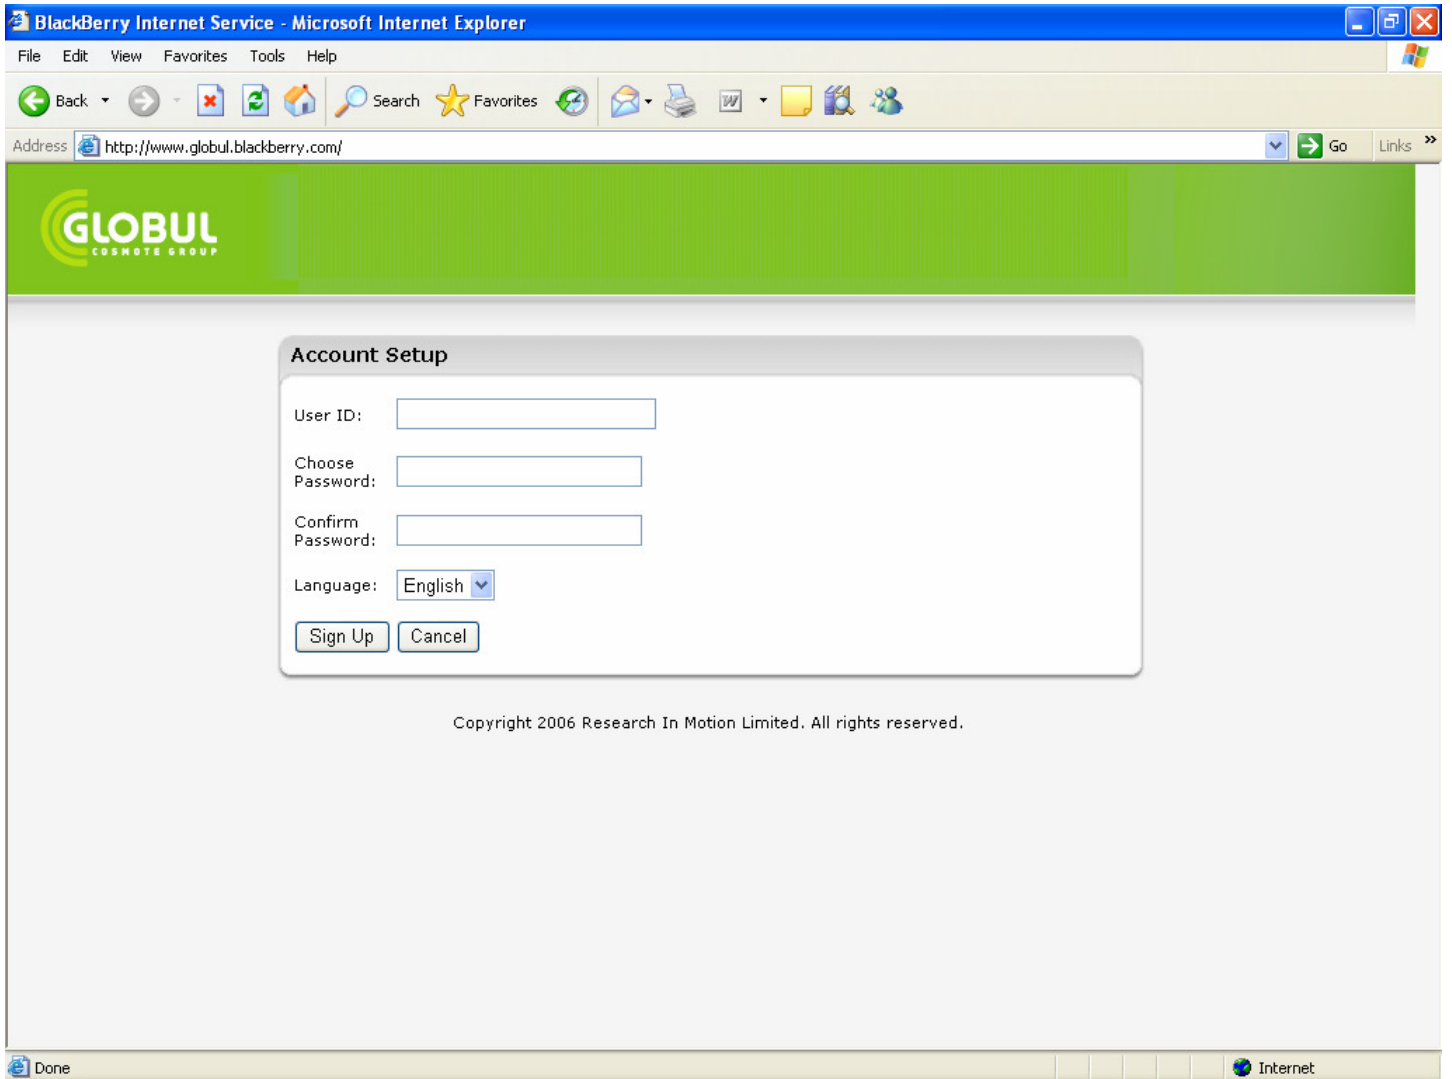 BlackBerry Internet Service - Microsoft Internet Explorer
File Edit View Favorites Tools Help
Back Search Favorites
Address http://www.globul.blackberry.com/ Go Links »
GLOBUL
COSMOTE GROUP
Account Setup
User ID:
Choose
Password:
Confirm
Password:
Language: English
Sign Up Cancel
Copyright 2006 Research In Motion Limited. All rights reserved.
Done Internet